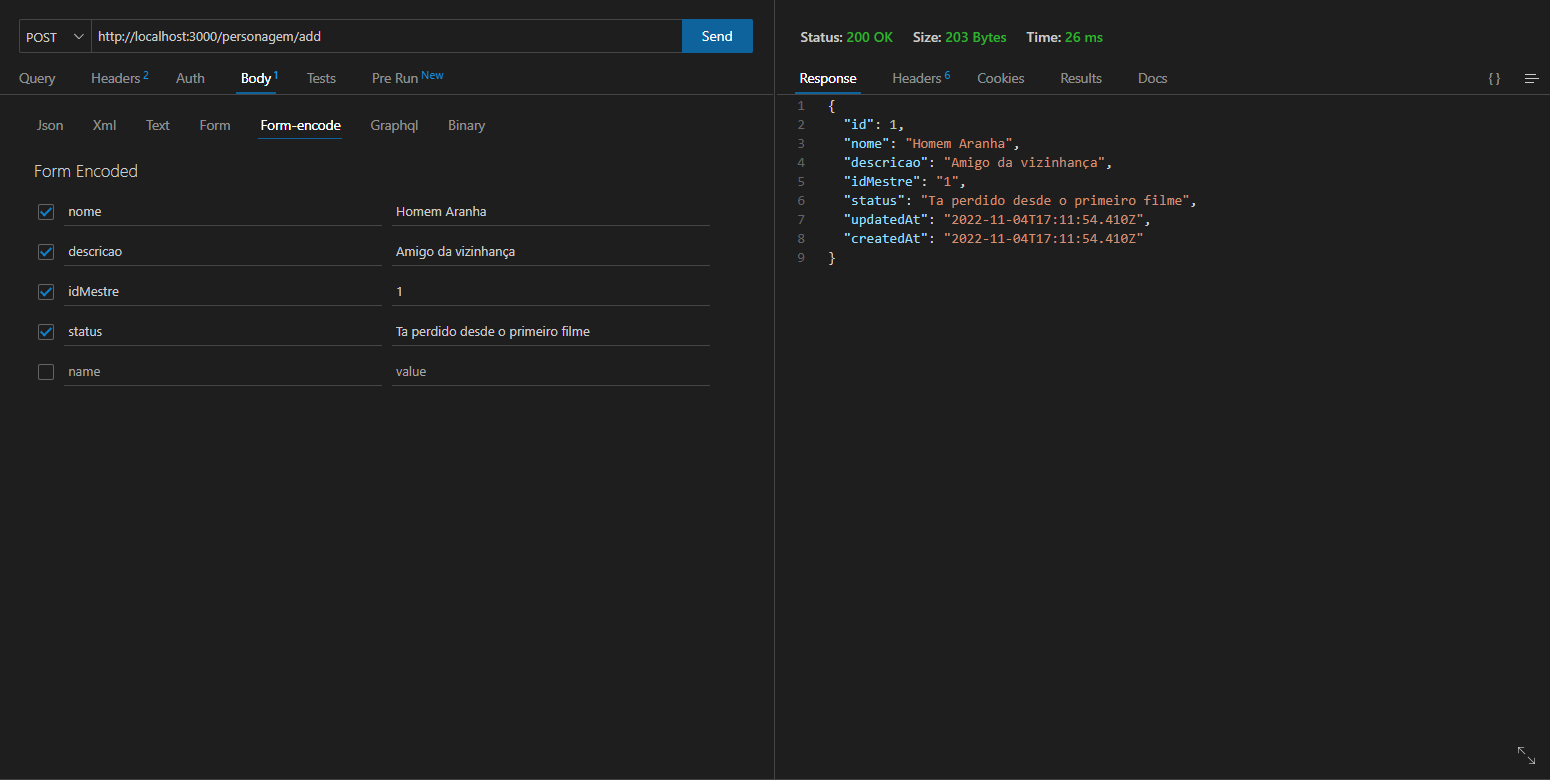 POST http://localhost:3000/personagem/add Send
Query Headers 2 Auth Body 1 Tests Pre Run New
Json Xml Text Form Form-encode Graphql Binary
Form Encoded
nome Homem Aranha
descricao Amigo da vizinhança
idMestre 1
status Ta perdido desde o primeiro filme
name value
Status: 200 OK Size: 203 Bytes Time: 26 ms
Response Headers 6 Cookies Results Docs { }
1 {
2 "id": 1,
3 "nome": "Homem Aranha",
4 "descricao": "Amigo da vizinhança",
5 "idMestre": "1",
6 "status": "Ta perdido desde o primeiro filme",
7 "updatedAt": "2022-11-04T17:11:54.410Z",
8 "createdAt": "2022-11-04T17:11:54.410Z"
9 }